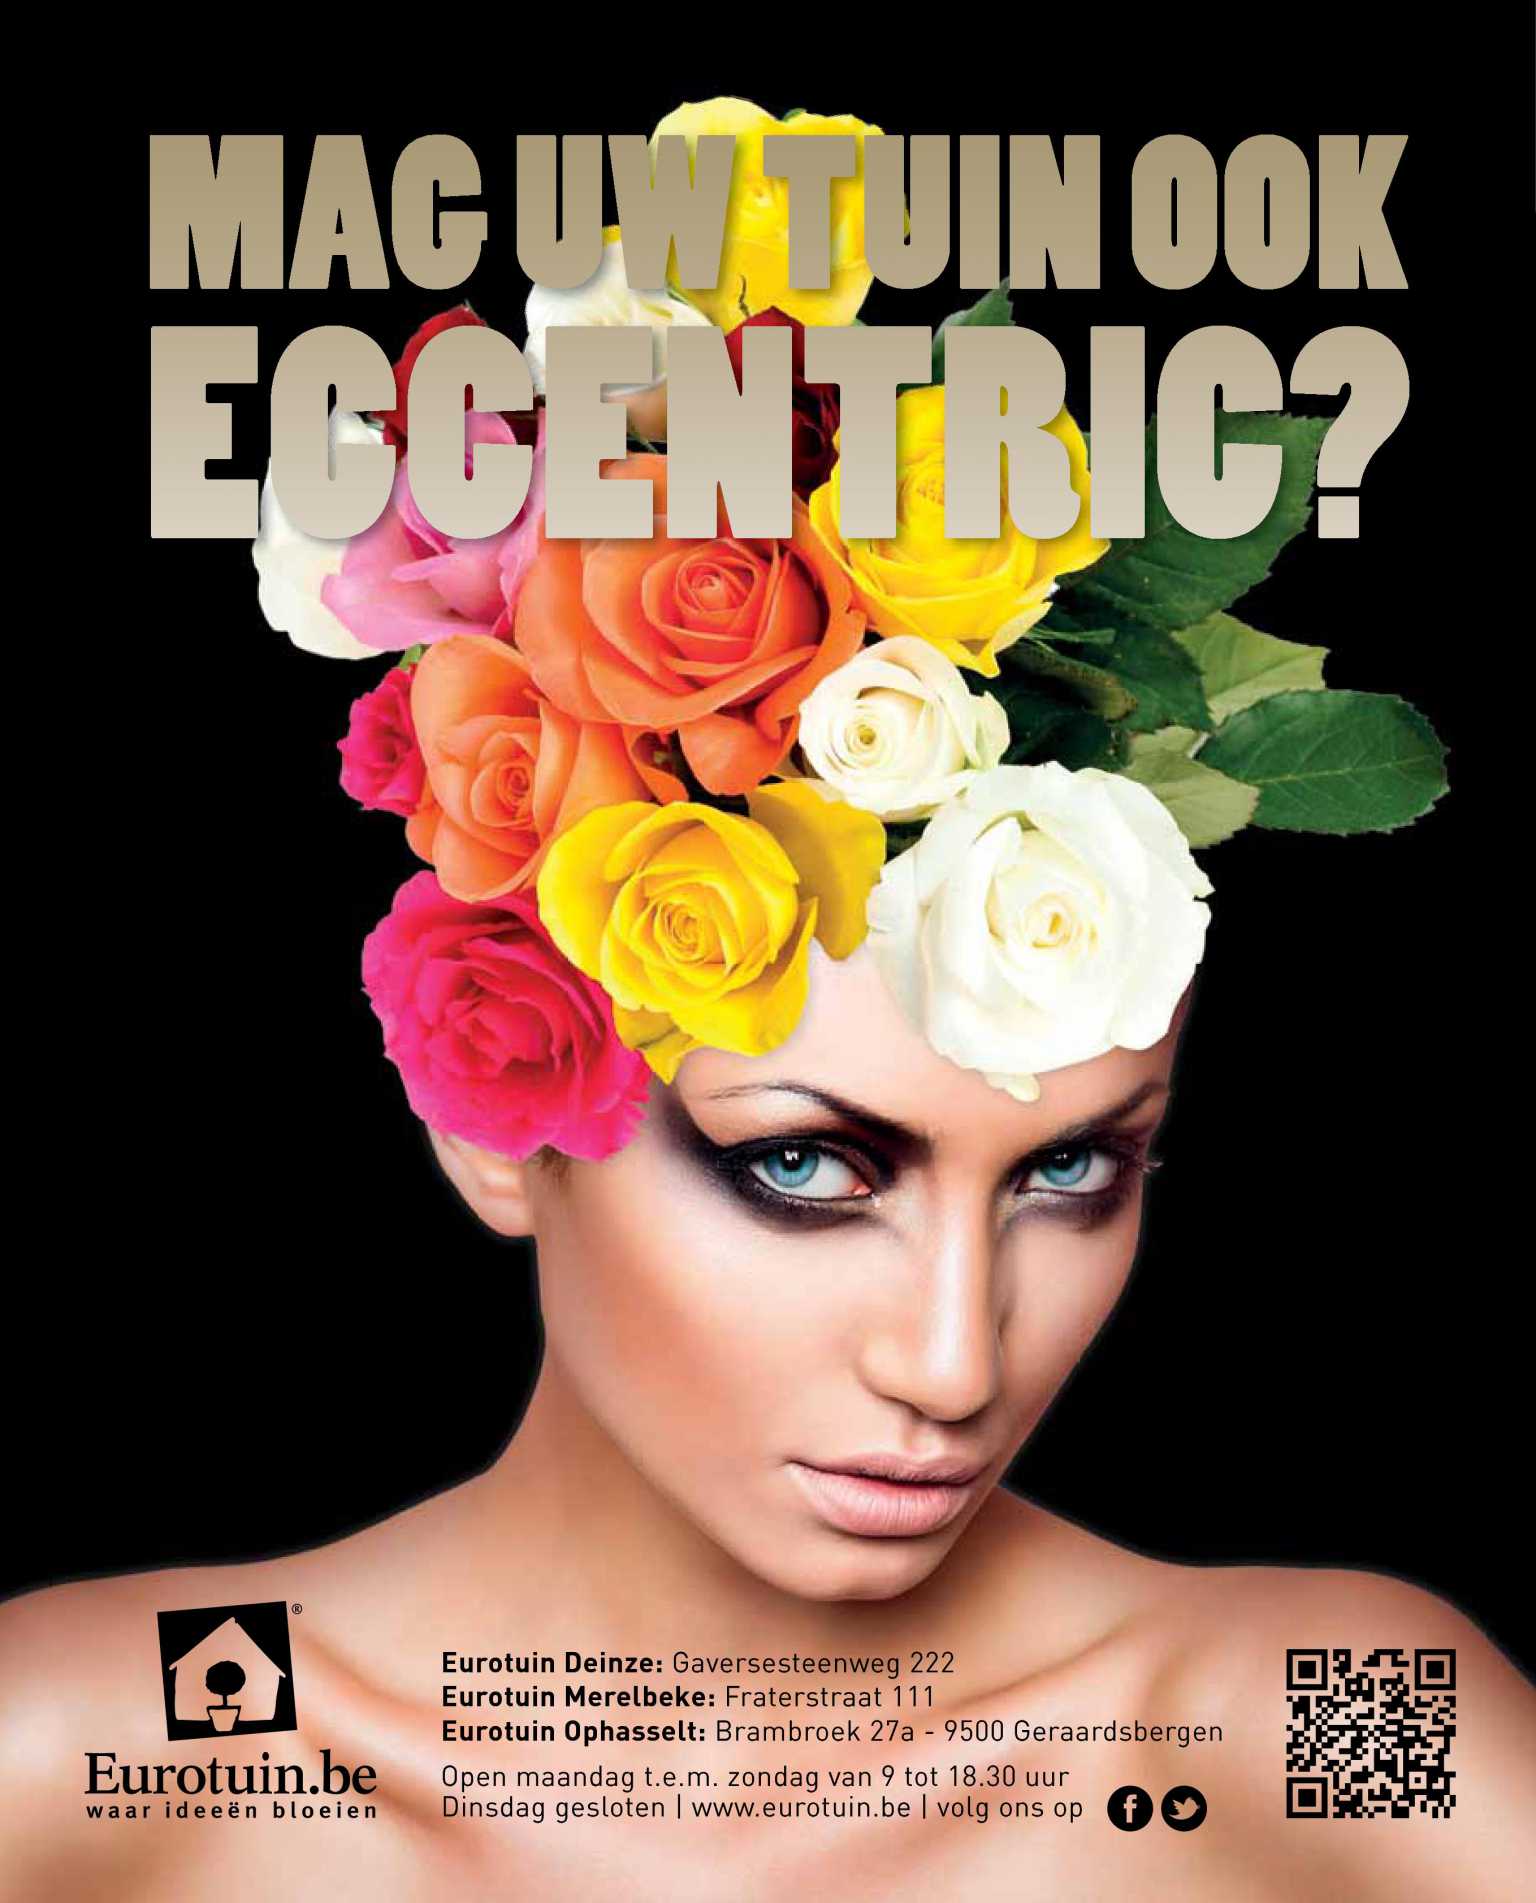 MAG UW TUIN OOK
ECCENTRIC?
®
Eurotuin.be
waar ideeën bloeien
Eurotuin Deinze: Gaversesteenweg 222
Eurotuin Merelbeke: Fraterstraat 111
Eurotuin Ophasselt: Brambroek 27a - 9500 Geraardsbergen
Open maandag t.e.m. zondag van 9 tot 18.30 uur
Dinsdag gesloten | www.eurotuin.be | volg ons op f